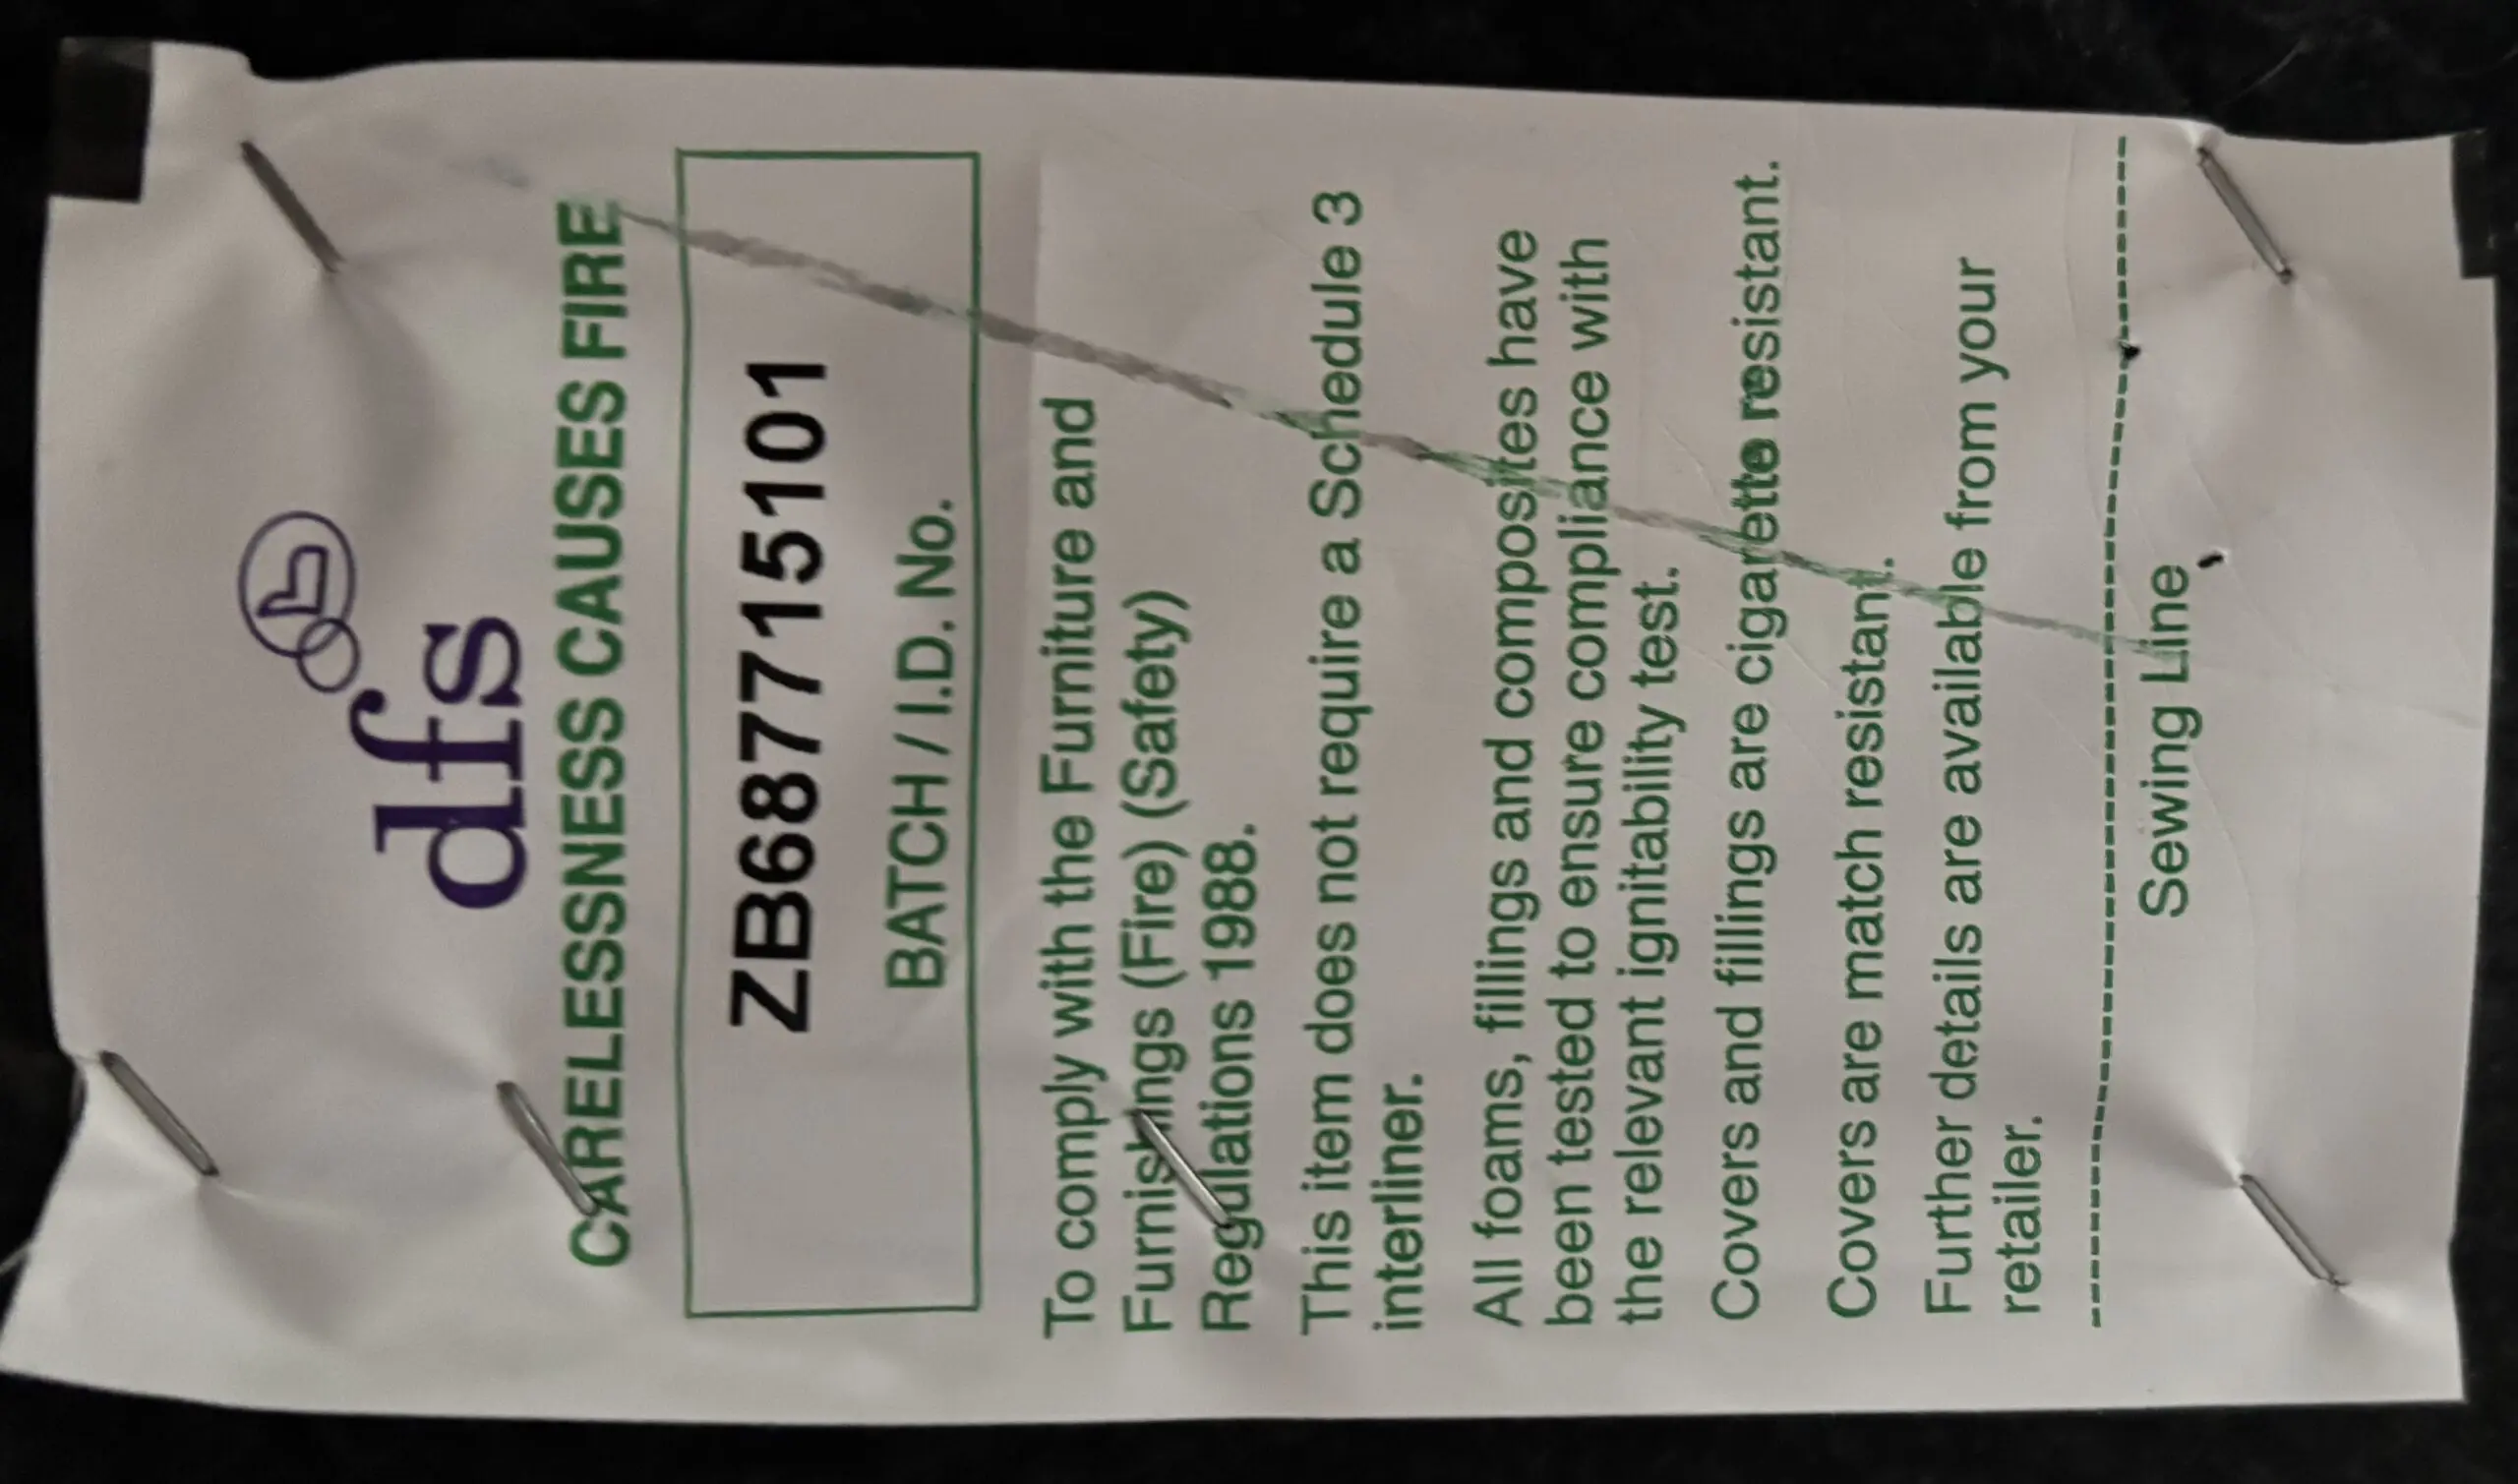 dfs
CARELESSNESS CAUSES FIRE
ZB687715101
BATCH / I.D. No.
To comply with the Furniture and
Furnishings (Fire) (Safety)
Regulations 1988.
This item does not require a Schedule 3
interliner.
All foams, fillings and composites have
been tested to ensure compliance with
the relevant ignitability test.
Covers and fillings are cigarette resistant.
Covers are match resistant.
Further details are available from your
retailer.
Sewing Line